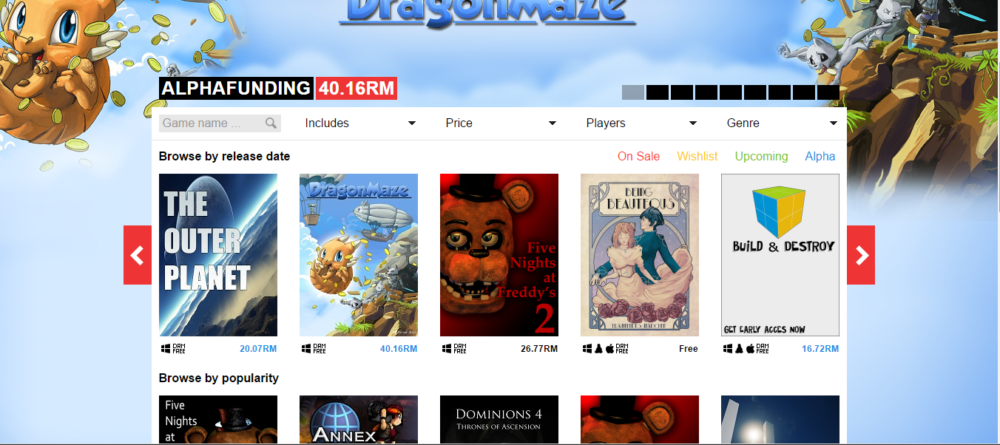 DragonMaze
ALPHAFUNDING 40.16RM
Game name ... Includes Price Players Genre
Browse by release date On Sale Wishlist Upcoming Alpha
THE
OUTER
PLANET
DragonMaze
Five
Nights
at
Freddy's
2
BEING
BEAUTEOUS
TRÄUMENDES MÄDCHEN
BUiLD & DESTROY
GET EARLY ACCES NOW
DRM FREE 20.07RM
DRM FREE 40.16RM
DRM FREE 26.77RM
DRM FREE Free
DRM FREE 16.72RM
Browse by popularity
Five
Nights
at
ANNEX
DOMINIONS 4
THRONES OF ASCENSION